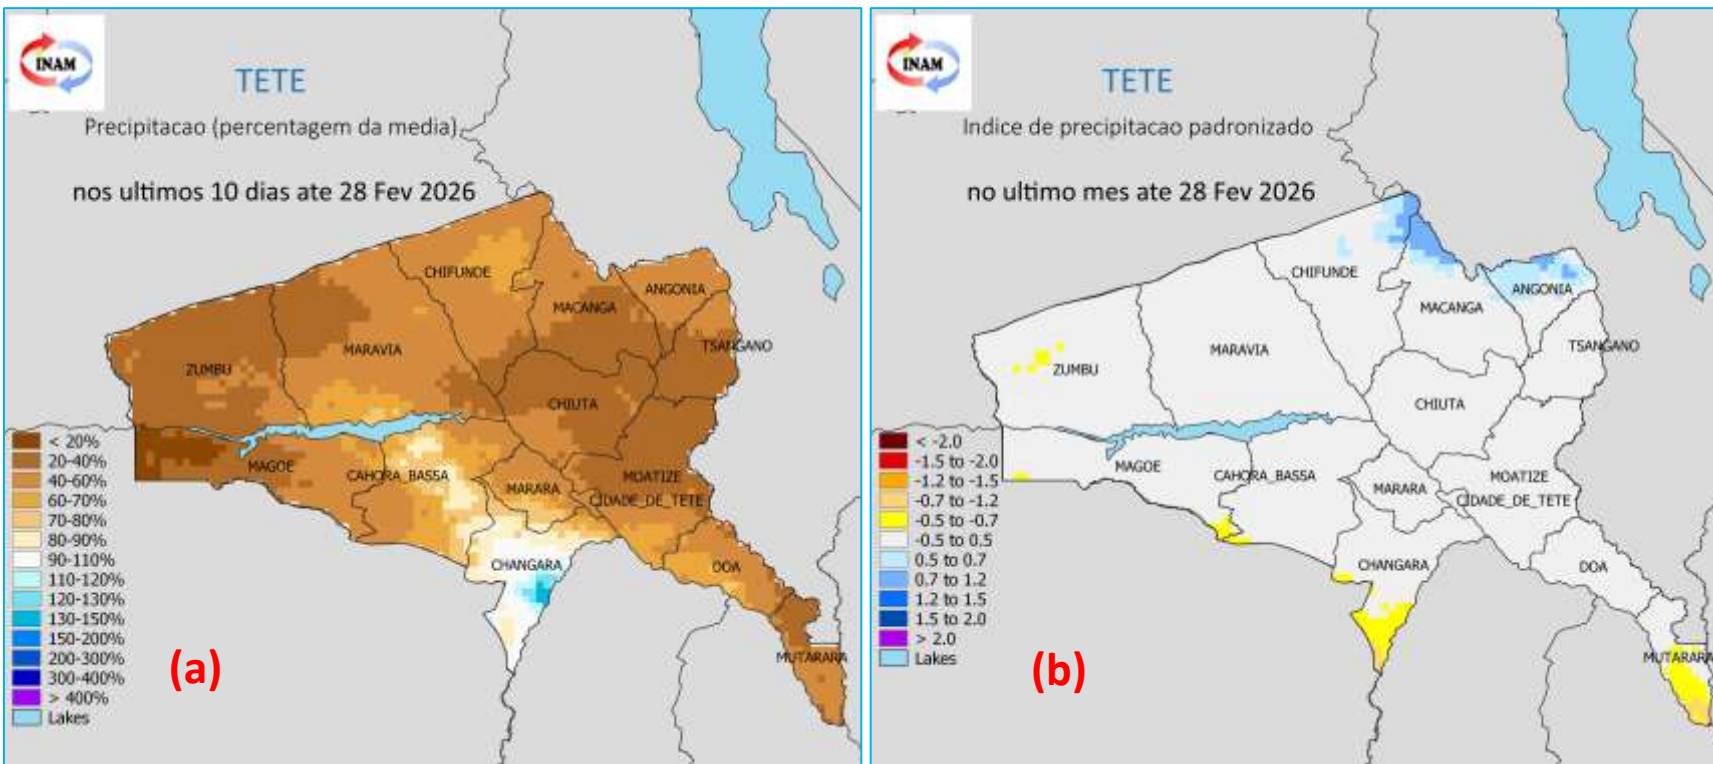 INAM
TETE
Precipitacao (percentagem da media)
nos ultimos 10 dias ate 28 Fev 2026
CHIFUNDE
ANGONIA
MACANGA
TSANGANO
MARAVIA
ZUMBU
CHIUTA
MAGOE
CAHORA_BASSA
MOATIZE
MARARA
CIDADE_DE_TETE
CHANGARA
DOA
MUTARARA
< 20%
20-40%
40-60%
60-70%
70-80%
80-90%
90-110%
110-120%
120-130%
130-150%
150-200%
200-300%
300-400%
> 400%
Lakes
(a)
INAM
TETE
Indice de precipitacao padronizado
no ultimo mes ate 28 Fev 2026
CHIFUNDE
ANGONIA
MACANGA
TSANGANO
MARAVIA
ZUMBU
CHIUTA
MAGOE
CAHORA_BASSA
MOATIZE
MARARA
CIDADE_DE_TETE
CHANGARA
DOA
MUTARARA
< -2.0
-1.5 to -2.0
-1.2 to -1.5
-0.7 to -1.2
-0.5 to -0.7
-0.5 to 0.5
0.5 to 0.7
0.7 to 1.2
1.2 to 1.5
1.5 to 2.0
> 2.0
Lakes
(b)